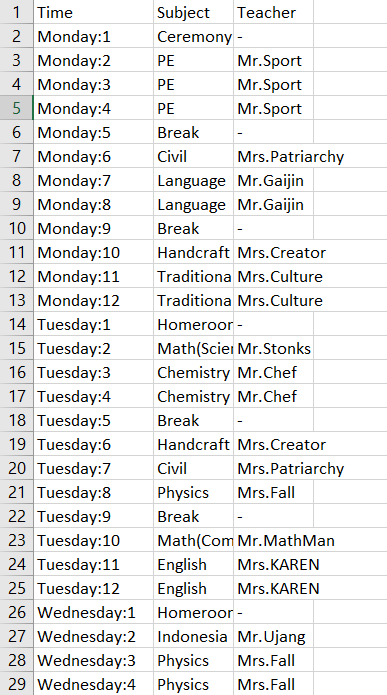 1 Time Subject Teacher
2 Monday:1 Ceremony -
3 Monday:2 PE Mr.Sport
4 Monday:3 PE Mr.Sport
5 Monday:4 PE Mr.Sport
6 Monday:5 Break -
7 Monday:6 Civil Mrs.Patriarchy
8 Monday:7 Language Mr.Gaijin
9 Monday:8 Language Mr.Gaijin
10 Monday:9 Break -
11 Monday:10 Handcraft Mrs.Creator
12 Monday:11 Traditiona Mrs.Culture
13 Monday:12 Traditiona Mrs.Culture
14 Tuesday:1 Homeroor -
15 Tuesday:2 Math(Scier Mr.Stonks
16 Tuesday:3 Chemistry Mr.Chef
17 Tuesday:4 Chemistry Mr.Chef
18 Tuesday:5 Break -
19 Tuesday:6 Handcraft Mrs.Creator
20 Tuesday:7 Civil Mrs.Patriarchy
21 Tuesday:8 Physics Mrs.Fall
22 Tuesday:9 Break -
23 Tuesday:10 Math(Com Mr.MathMan
24 Tuesday:11 English Mrs.KAREN
25 Tuesday:12 English Mrs.KAREN
26 Wednesday:1 Homeroor -
27 Wednesday:2 Indonesia Mr.Ujang
28 Wednesday:3 Physics Mrs.Fall
29 Wednesday:4 Physics Mrs.Fall